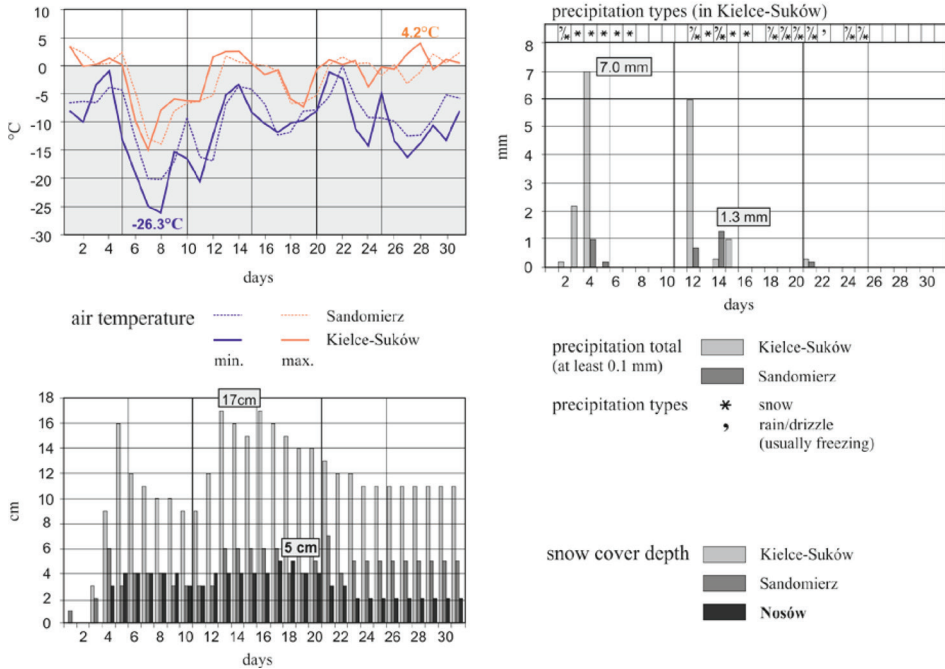 10
5
0
-5
-10
-15
-20
-25
-30
°C
4.2°C
-26.3°C
2 4 6 8 10 12 14 16 18 20 22 24 26 28 30
days
air temperature
Sandomierz
Kielce-Suków
min. max.
precipitation types (in Kielce-Suków)
8
7
6
5
4
3
2
1
0
mm
7.0 mm
1.3 mm
2 4 6 8 10 12 14 16 18 20 22 24 26 28 30
days
precipitation total
(at least 0.1 mm)
Kielce-Suków
Sandomierz
precipitation types
* snow
, rain/drizzle
(usually freezing)
18
16
14
12
10
8
6
4
2
0
cm
17cm
5 cm
2 4 6 8 10 12 14 16 18 20 22 24 26 28 30
days
snow cover depth
Kielce-Suków
Sandomierz
Nosów